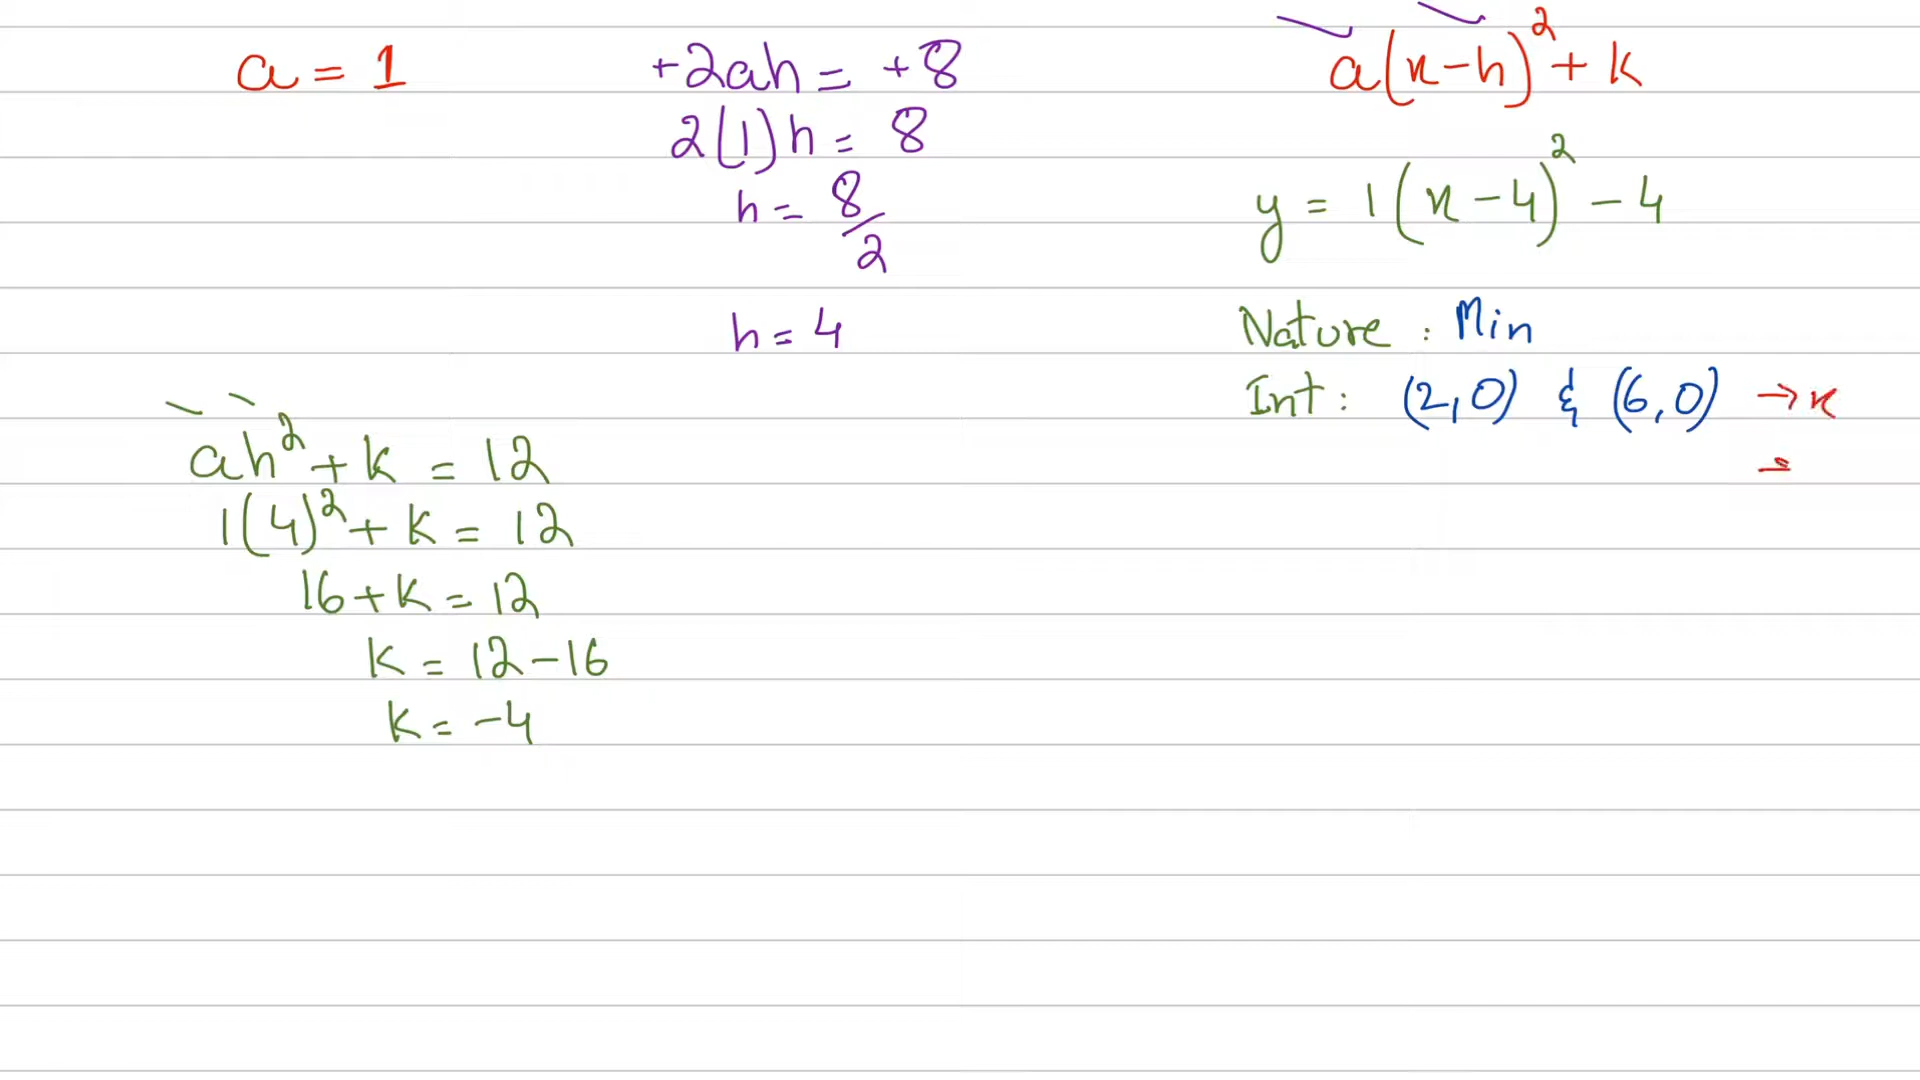 a = 1
+2ah = +8
2(1)h = 8
h = 8/2
h = 4
ah² + k = 12
1(4)² + k = 12
16 + k = 12
k = 12 - 16
k = -4
a(x-h)² + k
y = 1(x-4)² - 4
Nature : Min
Int : (2,0) & (6,0) → x